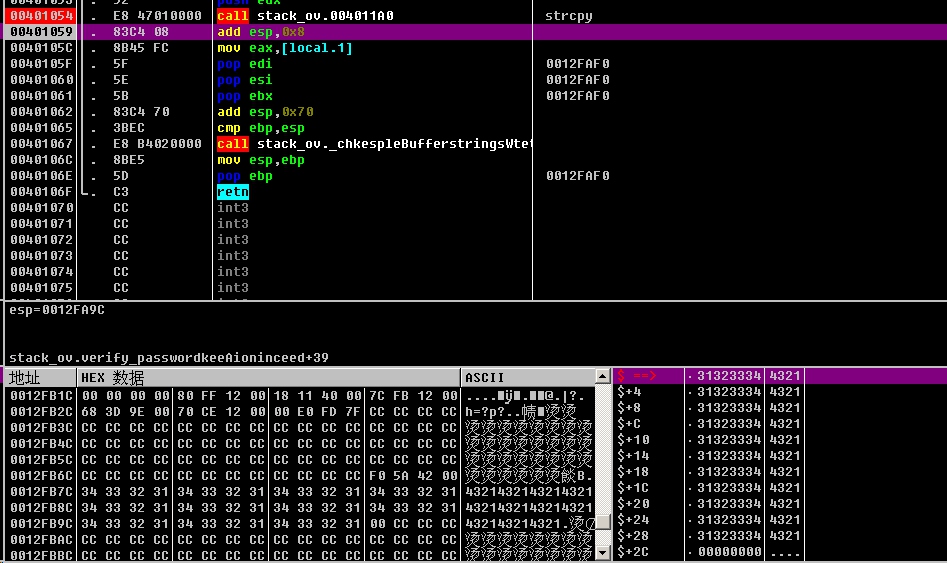 52 push edx
00401054 . E8 47010000 call stack_ov.004011A0 strcpy
00401059 . 83C4 08 add esp,0x8
0040105C . 8B45 FC mov eax,[local.1]
0040105F . 5F pop edi 0012FAF0
00401060 . 5E pop esi 0012FAF0
00401061 . 5B pop ebx 0012FAF0
00401062 . 83C4 70 add esp,0x70
00401065 . 3BEC cmp ebp,esp
00401067 . E8 B4020000 call stack_ov._chkespleBufferstringsWtet
0040106C . 8BE5 mov esp,ebp
0040106E . 5D pop ebp 0012FAF0
0040106F . C3 retn
00401070 CC int3
00401071 CC int3
00401072 CC int3
00401073 CC int3
00401074 CC int3
00401075 CC int3
esp=0012FA9C
stack_ov.verify_passwordkeeAioninceed+39
地址 HEX 数据 ASCII
0012FB1C 00 00 00 00 80 FF 12 00 18 11 40 00 7C FB 12 00
0012FB2C 68 3D 9E 00 70 CE 12 00 00 E0 FD 7F CC CC CC CC
0012FB3C CC CC CC CC CC CC CC CC CC CC CC CC CC CC CC CC 烫烫烫烫烫烫烫烫
0012FB4C CC CC CC CC CC CC CC CC CC CC CC CC CC CC CC CC 烫烫烫烫烫烫烫烫
0012FB5C CC CC CC CC CC CC CC CC CC CC CC CC CC CC CC CC 烫烫烫烫烫烫烫烫
0012FB6C CC CC CC CC CC CC CC CC CC CC CC CC F0 5A 42 00 烫烫烫烫烫烫餕B.
0012FB7C 34 33 32 31 34 33 32 31 34 33 32 31 34 33 32 31 4321432143214321
0012FB8C 34 33 32 31 34 33 32 31 34 33 32 31 34 33 32 31 4321432143214321
0012FB9C 34 33 32 31 34 33 32 31 34 33 32 31 00 CC CC CC 432143214321.烫
0012FBAC CC CC CC CC CC CC CC CC CC CC CC CC CC CC CC CC 烫烫烫烫烫烫烫烫
0012FBBC CC CC CC CC CC CC CC CC CC CC CC CC CC CC CC CC 烫烫烫烫烫烫烫烫
$ ==> 31323334 4321
$+4 31323334 4321
$+8 31323334 4321
$+C 31323334 4321
$+10 31323334 4321
$+14 31323334 4321
$+18 31323334 4321
$+1C 31323334 4321
$+20 31323334 4321
$+24 31323334 4321
$+28 31323334 4321
$+2C 00000000 ....